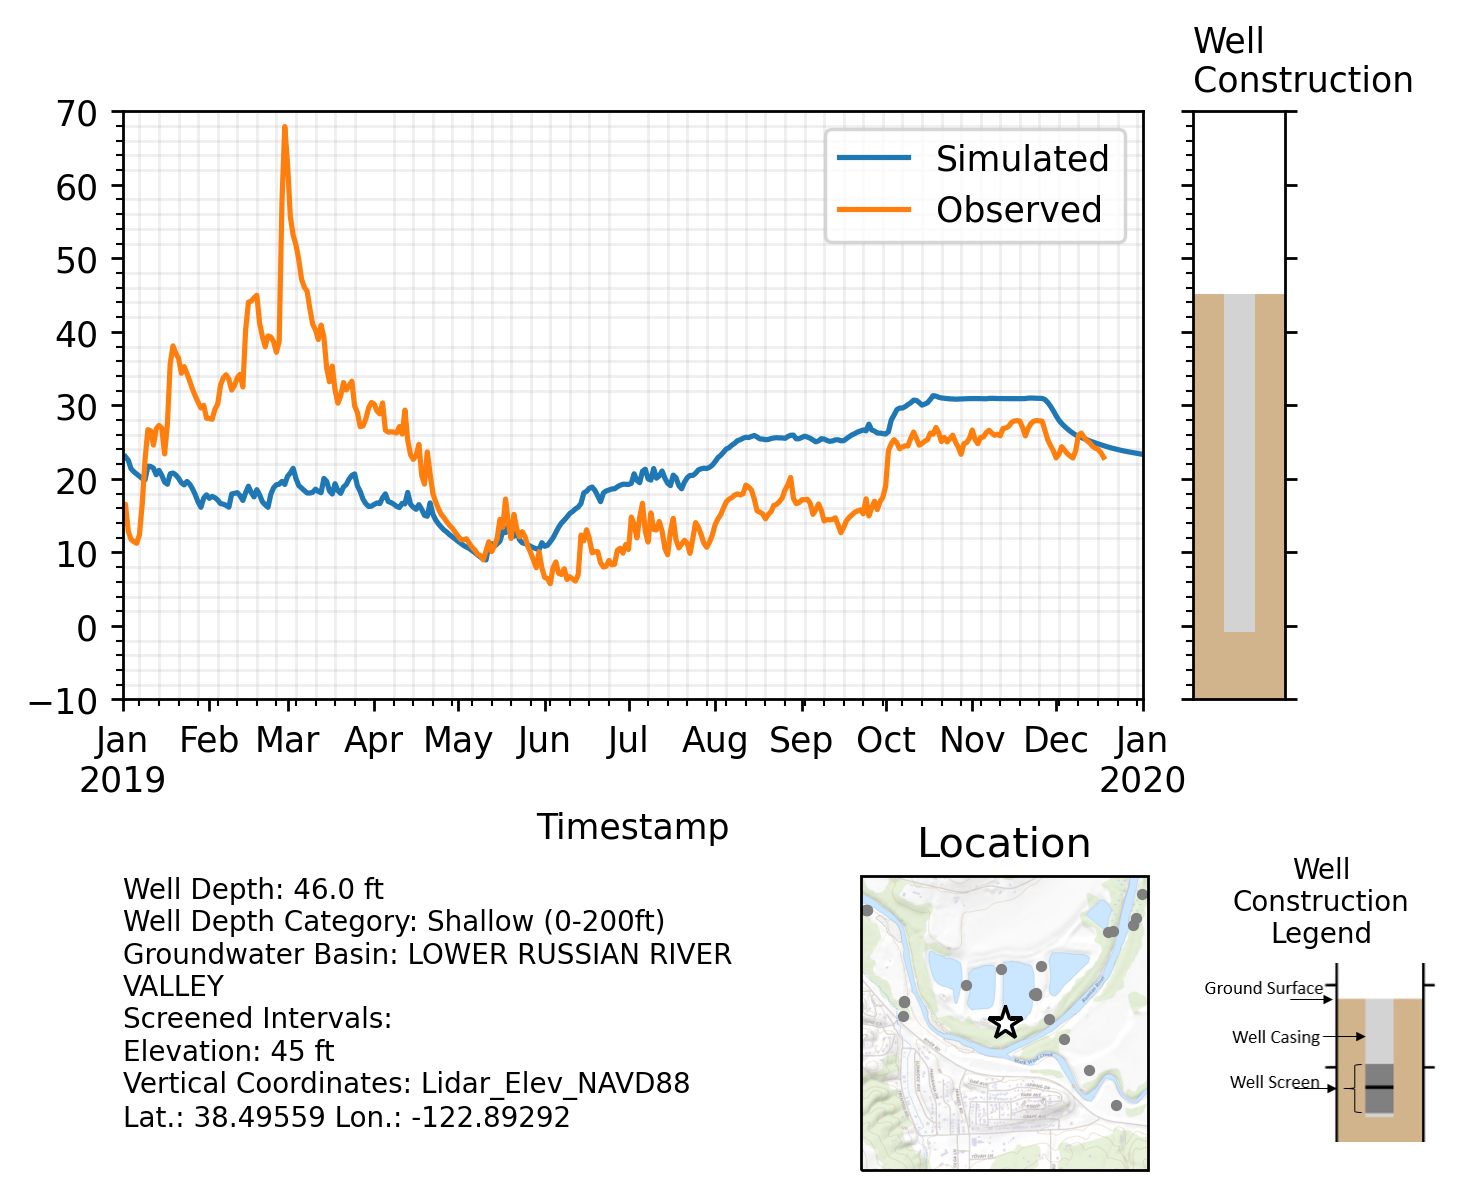 Well
Construction
70
60
50
40
30
20
10
0
−10
Simulated
Observed
Jan Feb Mar Apr May Jun Jul Aug Sep Oct Nov Dec Jan
2019 2020
Timestamp
Well Depth: 46.0 ft
Well Depth Category: Shallow (0-200ft)
Groundwater Basin: LOWER RUSSIAN RIVER
VALLEY
Screened Intervals:
Elevation: 45 ft
Vertical Coordinates: Lidar_Elev_NAVD88
Lat.: 38.49559 Lon.: -122.89292
Location
Well
Construction
Legend
Ground Surface
Well Casing
Well Screen